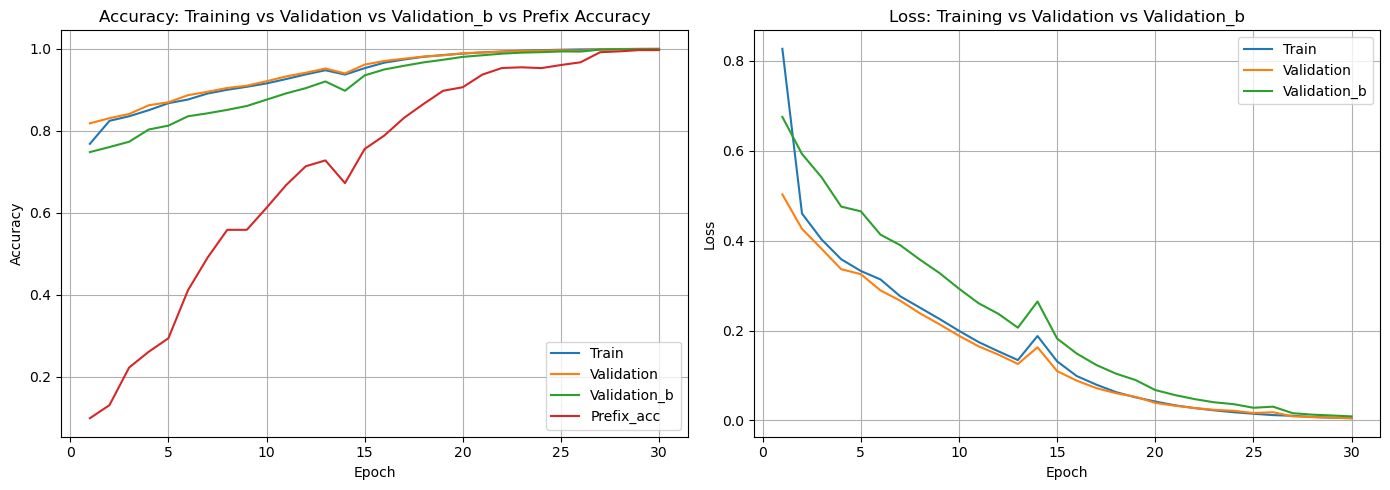 Accuracy: Training vs Validation vs Validation_b vs Prefix Accuracy
Accuracy
1.0
0.8
0.6
0.4
0.2
Train
Validation
Validation_b
Prefix_acc
0 5 10 15 20 25 30
Epoch
Loss: Training vs Validation vs Validation_b
Loss
0.8
0.6
0.4
0.2
0.0
Train
Validation
Validation_b
0 5 10 15 20 25 30
Epoch